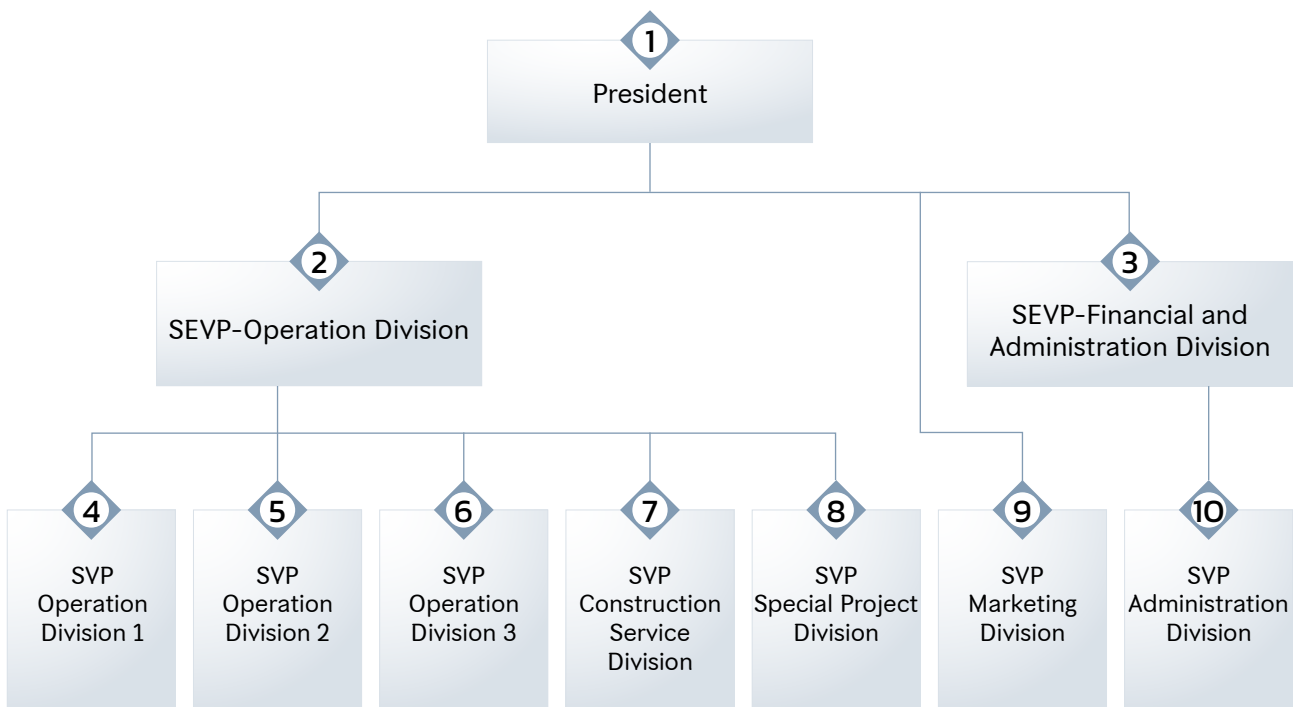 1
President
2
SEVP-Operation Division
3
SEVP-Financial and
Administration Division
4
SVP
Operation
Division 1
5
SVP
Operation
Division 2
6
SVP
Operation
Division 3
7
SVP
Construction
Service
Division
8
SVP
Special Project
Division
9
SVP
Marketing
Division
10
SVP
Administration
Division